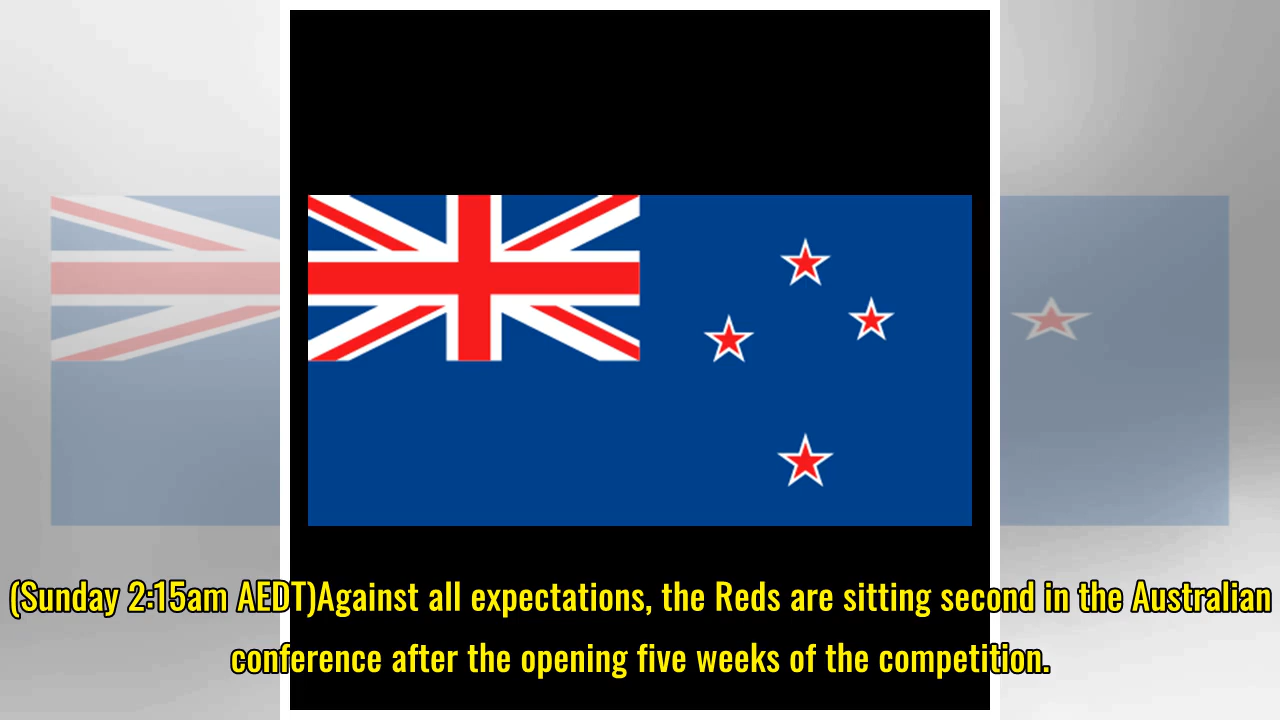 (Sunday 2:15am AEDT)Against all expectations, the Reds are sitting second in the Australian
conference after the opening five weeks of the competition.